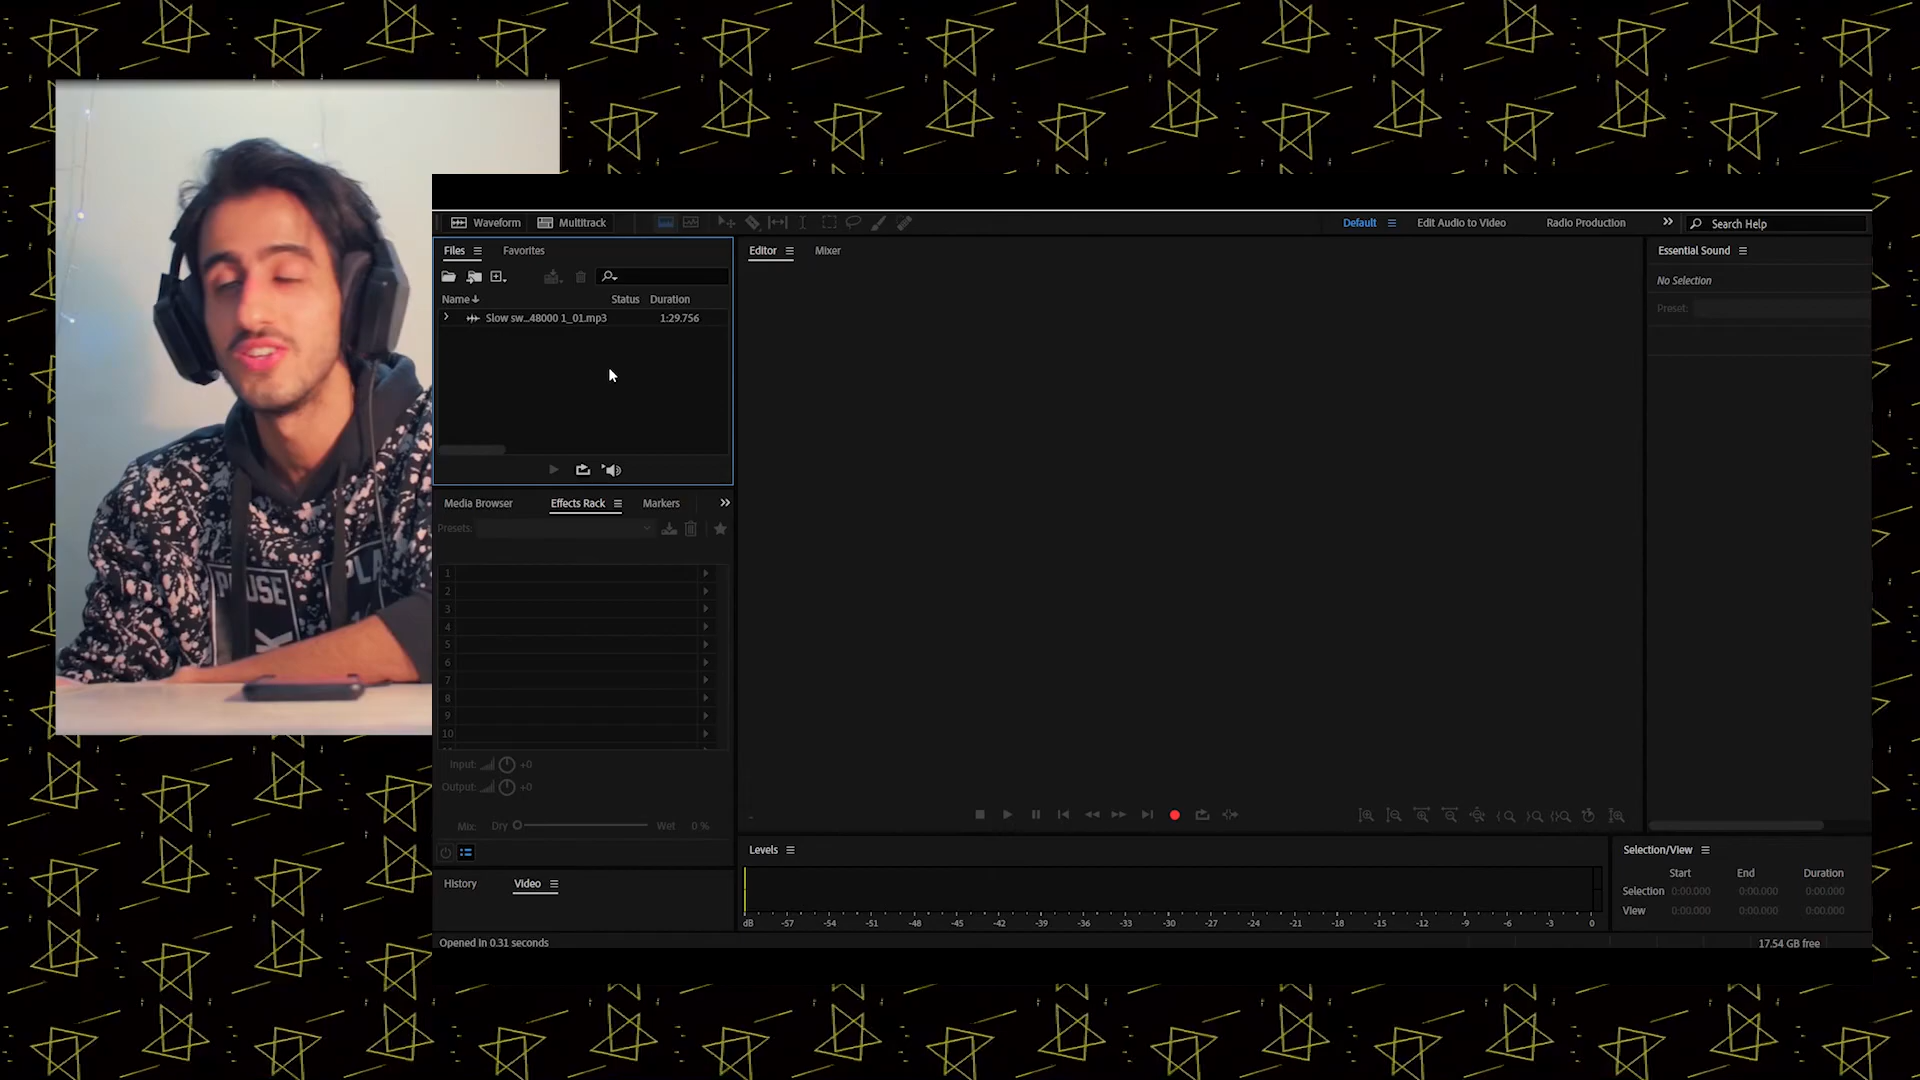 Waveform Multitrack Default Edit Audio to Video Radio Production Search Help
Files Favorites
Name Status Duration
Slow sw...48000 1_01.mp3 1:29.756
Media Browser Effects Rack Markers
Presets:
1
2
3
4
5
6
7
8
9
10
Input: +0
Output: +0
Mix: Dry Wet 0 %
History Video
Opened in 0.31 seconds
Editor Mixer
Levels
dB -57 -54 -51 -48 -45 -42 -39 -36 -33 -30 -27 -24 -21 -18 -15 -12 -9 -6 -3 0
Essential Sound
No Selection
Preset:
Selection/View
Start End Duration
Selection 0:00.000 0:00.000 0:00.000
View 0:00.000 0:00.000 0:00.000
17.54 GB free
PAUSE